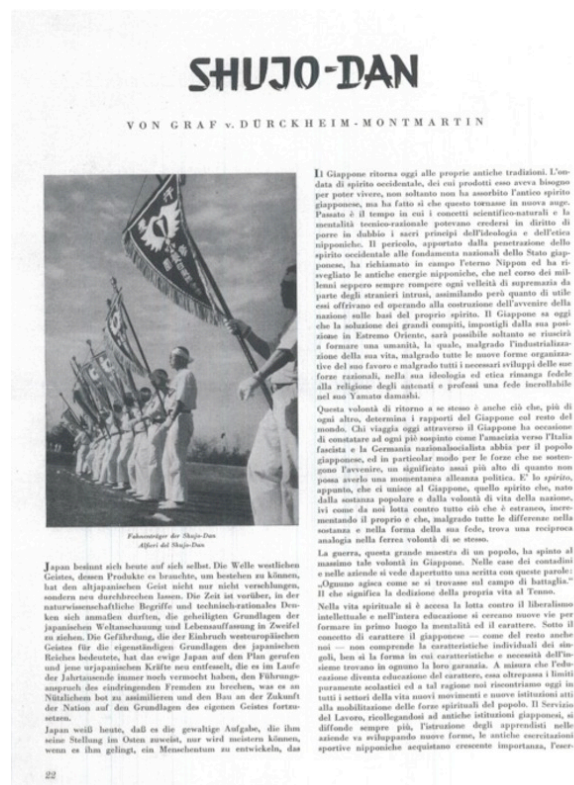 SHUJO-DAN
VON GRAF v. DÜRCKHEIM-MONTMARTIN
Fahnenträger der Shujo-Dan
Alfieri del Shujo-Dan
Japan besinnt sich heute auf sich selbst. Die Welle westlichen
Geistes, dessen Produkte es brauchte, um bestehen zu können,
hat den altjapanischen Geist nicht nur nicht verschlungen,
sondern neu durchbrechen lassen. Die Zeit ist vorüber, in der
naturwissenschaftliche Begriffe und technisch-rationales Den-
ken sich anmaßen durften, die geheiligten Grundlagen der
japanischen Weltanschauung und Lebensauffassung in Zweifel
zu ziehen. Die Gefährdung, die der Einbruch westeuropäischen
Geistes für die eigenständigen Grundlagen des japanischen
Reiches bedeutete, hat das ewige Japan auf den Plan gerufen
und jene urjapanischen Kräfte neu entfesselt, die es im Laufe
der Jahrtausende immer noch vermocht haben, den Führungs-
anspruch des eindringenden Fremden zu brechen, was es an
Nützlichem bot zu assimilieren und den Bau an der Zukunft
der Nation auf den Grundlagen des eigenen Geistes fortzu-
setzen.
Japan weiß heute, daß es die gewaltige Aufgabe, die ihm
seine Stellung im Osten zuweist, nur wird meistern können,
wenn es ihm gelingt, ein Menschentum zu entwickeln, das
22
Il Giappone ritorna oggi alle proprie antiche tradizioni. L'on-
data di spirito occidentale, dei cui prodotti esso aveva bisogno
per poter vivere, non soltanto non ha assorbito l'antico spirito
giapponese, ma ha fatto sì che questo tornasse in nuova auge.
Passato è il tempo in cui i concetti scientifico-naturali e la
mentalità tecnico-razionale potevano credersi in diritto di
porre in dubbio i sacri principi dell'ideologia e dell'etica
nipponiche. Il pericolo, apportato dalla penetrazione dello
spirito occidentale alle fondamenta nazionali dello Stato giap-
ponese, ha richiamato in campo l'eterno Nippon ed ha ri-
svegliato le antiche energie nipponiche, che nel corso dei mil-
lenni seppero sempre rompere ogni velleità di supremazia da
parte degli stranieri intrusi, assimilando però quanto di utile
essi offrivano ed operando alla costruzione dell'avvenire della
nazione sulle basi del proprio spirito. Il Giappone sa oggi
che la soluzione dei grandi compiti, impostigli dalla sua posi-
zione in Estremo Oriente, sarà possibile soltanto se riuscirà
a formare una umanità, la quale, malgrado l'industrializza-
zione della sua vita, malgrado tutte le nuove forme organizza-
tive del suo favoro e malgrado tutti i necessari sviluppi delle sue
forze razionali, nella sua ideologia ed etica rimanga fedele
alla religione degli antenati e professi una fede incrollabile
nel suo Yamato damashi.
Questa volontà di ritorno a se stesso è anche ciò che, più di
ogni altro, determina i rapporti del Giappone col resto del
mondo. Chi viaggia oggi attraverso il Giappone ha occasione
di constatare ad ogni piè sospinto come l'amacizia verso l'Italia
fascista e la Germania nazionalsocialista abbia per il popolo
giapponese, ed in particolar modo per le forze che ne sosten-
gono l'avvenire, un significato assai più alto di quanto non
possa averlo una momentanea alleanza politica. E' lo spirito,
appunto, che ci unisce al Giappone, quello spirito che, nato
dalla sostanza popolare e dalla volontà di vita della nazione,
ivi come da noi lotta contro tutto ciò che è estraneo, incre-
mentando il proprio e che, malgrado tutte le differenze nella
sostanza e nella forma della sua fede, trova una reciproca
analogia nella ferrea volontà di se stesso.
La guerra, questa grande maestra di un popolo, ha spinto al
massimo tale volontà in Giappone. Nelle case dei contadini
e nelle aziende si vede dapertutto una scritta con queste parole:
„Ognuno agisca come se si trovasse sul campo di battaglia."
Il che significa la dedizione della propria vita al Tenno.
Nella vita spirituale si è accesa la lotta contro il liberalismo
intellettuale e nell'intera educazione si cercano nuove vie per
formare in primo luogo la mentalità ed il carattere. Sotto il
concetto di carattere il giapponese — come del resto anche
noi — non comprende la caratteristiche individuali dei sin-
goli, ben sì la forma in cui caratteristica e necessità dell'in-
sieme trovano in ognuno la loro garanzia. A misura che l'edu-
cazione diventa educazione del carattere, essa oltrepassa i limiti
puramente scolastici ed a tal ragione noi riscontriamo oggi in
tutti i settori della vita nuovi movimenti e nuove istituzioni atti
alla mobilitazione delle forze spirituali del popolo. Il Servizio
del Lavoro, ricollegandosi ad antiche istituzioni giapponesi, si
diffonde sempre più, l'istruzione degli apprendisti nelle
aziende va sviluppando nuove forme, le antiche esercitazioni
sportive nipponiche acquistano crescente importanza, l'eser-